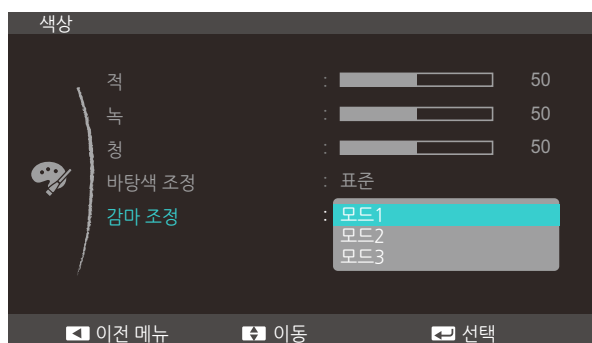 색상
적 : 50
녹 : 50
청 : 50
바탕색 조정 : 표준
감마 조정 : 모드1
모드2
모드3
이전 메뉴 이동 선택